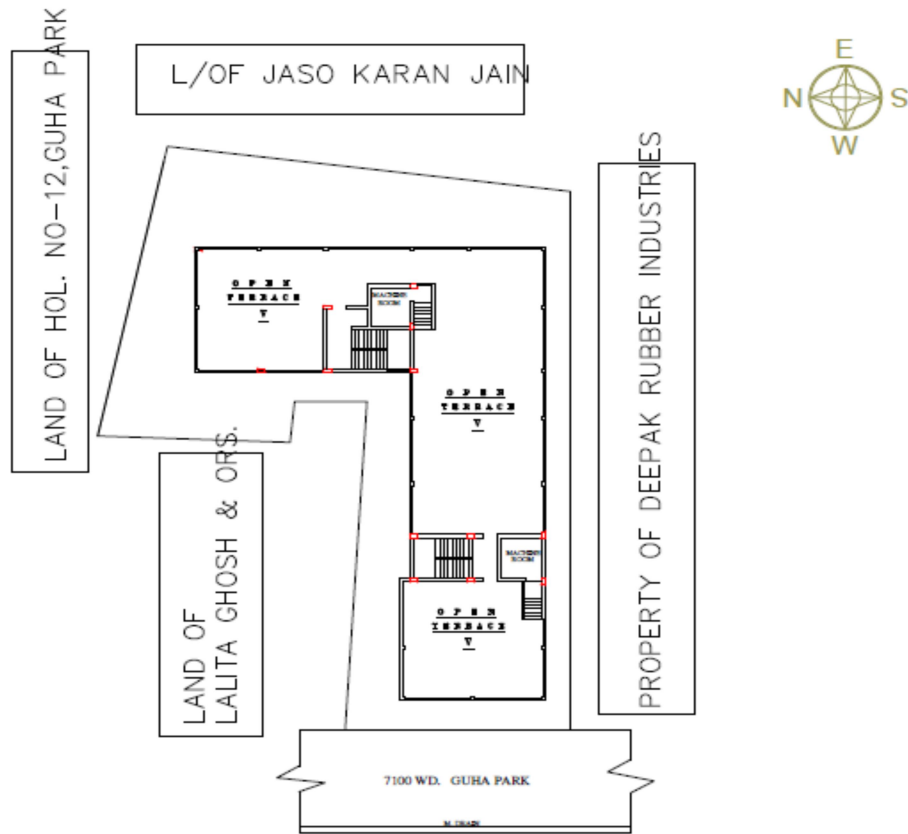 LAND OF HOL. NO-12,GUHA PARK
L/OF JASO KARAN JAIN
E
N
S
W
PROPERTY OF DEEPAK RUBBER INDUSTRIES
OPEN
TERRACE
MACHINE
ROOM
OPEN
TERRACE
LAND OF
LALITA GHOSH & ORS.
MACHINE
ROOM
OPEN
TERRACE
7100 WD. GUHA PARK
M. DRAIN